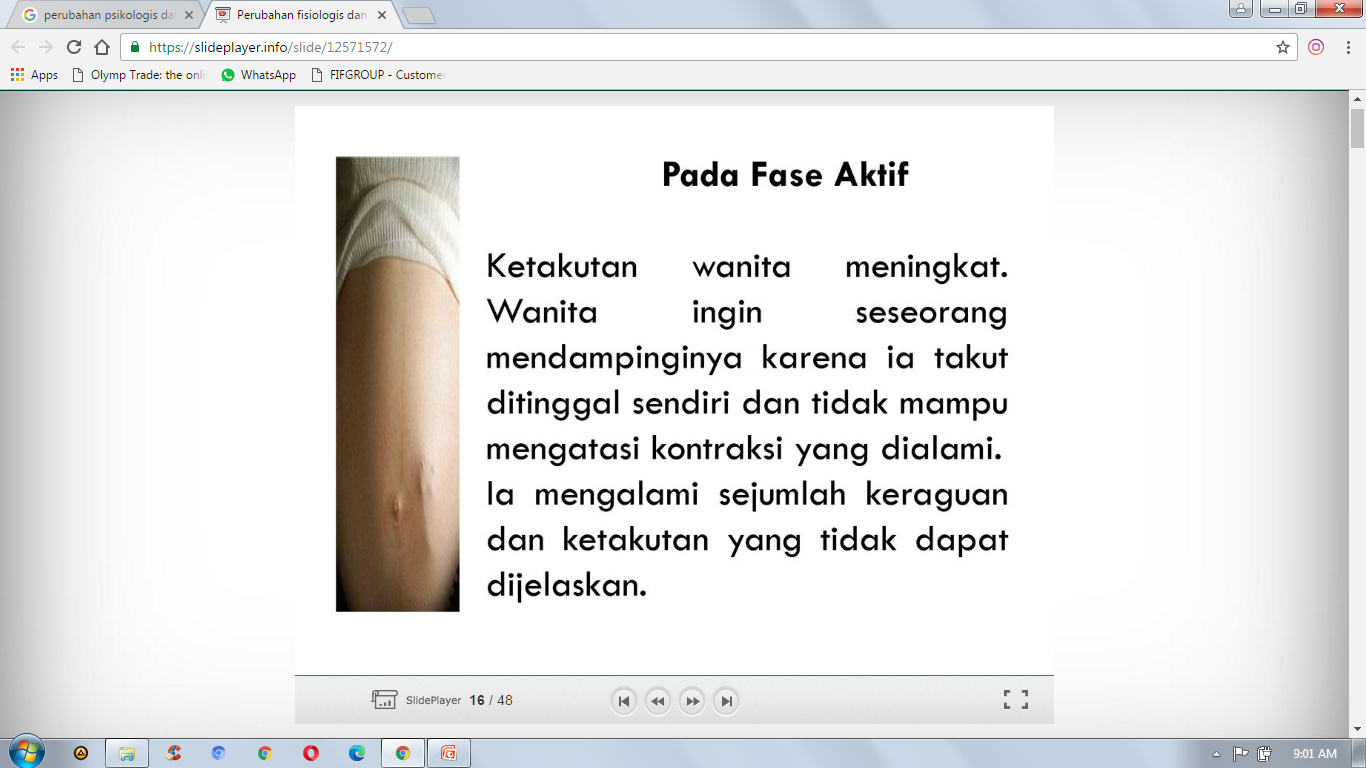 perubahan psikologis da
Perubahan fisiologis dan
https://slideplayer.info/slide/12571572/
Apps
Olymp Trade: the onli
WhatsApp
FIFGROUP - Custome
Pada Fase Aktif
Ketakutan wanita meningkat.
Wanita ingin seseorang
mendampinginya karena ia takut
ditinggal sendiri dan tidak mampu
mengatasi kontraksi yang dialami.
Ia mengalami sejumlah keraguan
dan ketakutan yang tidak dapat
dijelaskan.
SlidePlayer 16 / 48
9:01 AM